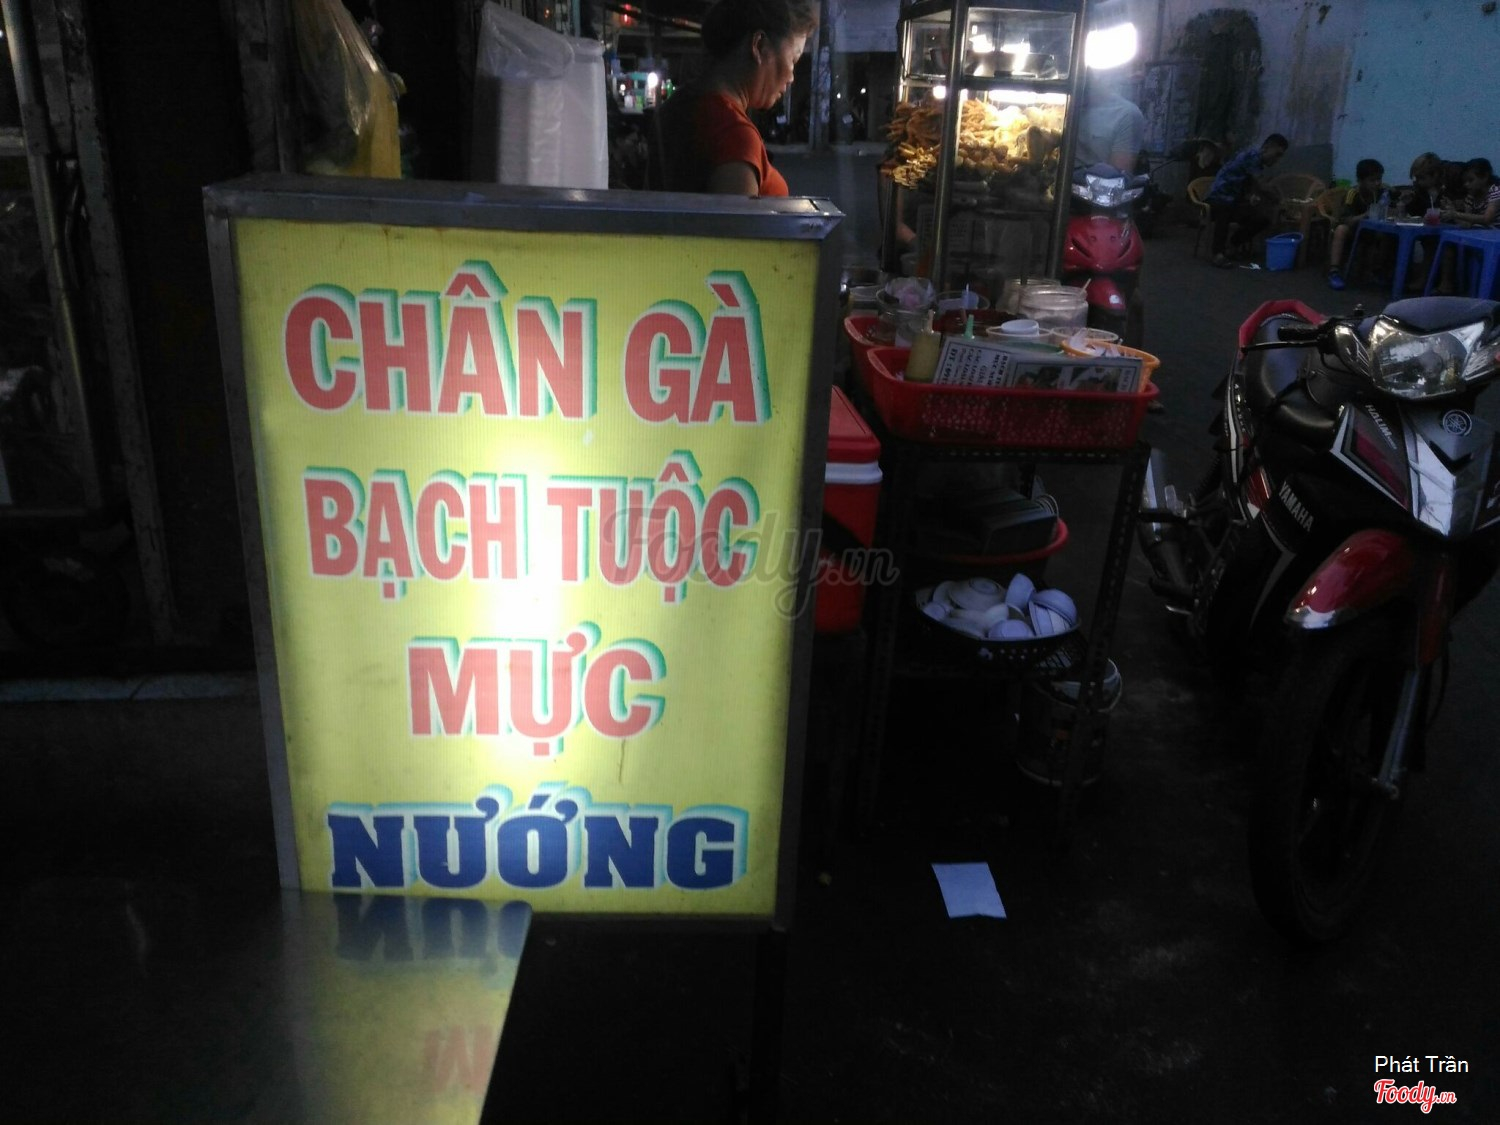 CHÂN GÀ
BẠCH TUỘC
MỰC
NƯỚNG
Foody.vn
YAMAHA
Phát Trần
Foody.vn